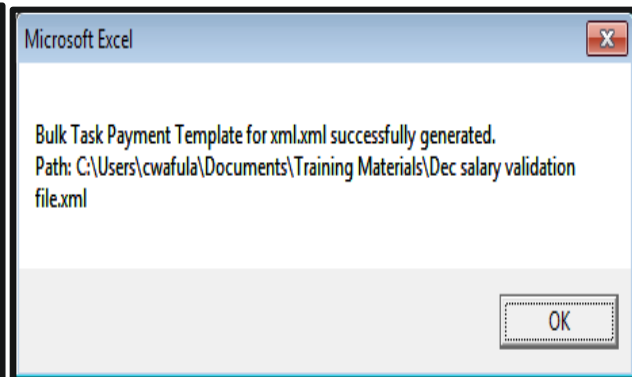 Microsoft Excel
Bulk Task Payment Template for xml.xml successfully generated.
Path: C:\Users\cwafula\Documents\Training Materials\Dec salary validation
file.xml
OK